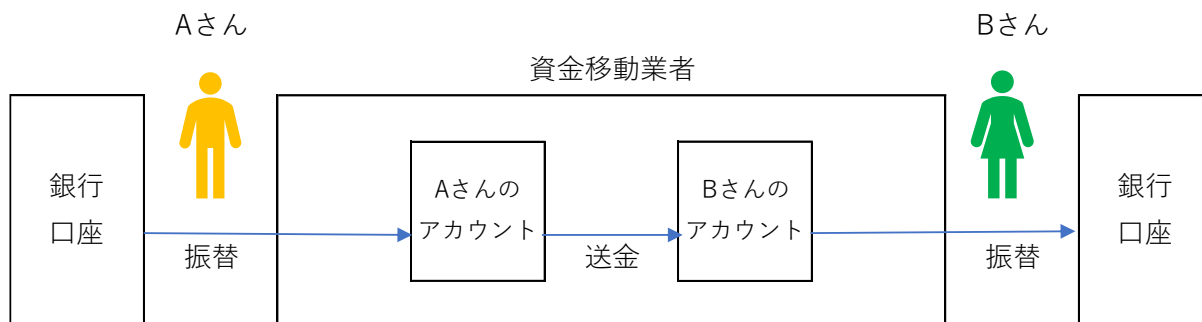 Aさん
Bさん
資金移動業者
銀行
口座
Aさんの
アカウント
Bさんの
アカウント
銀行
口座
振替
送金
振替